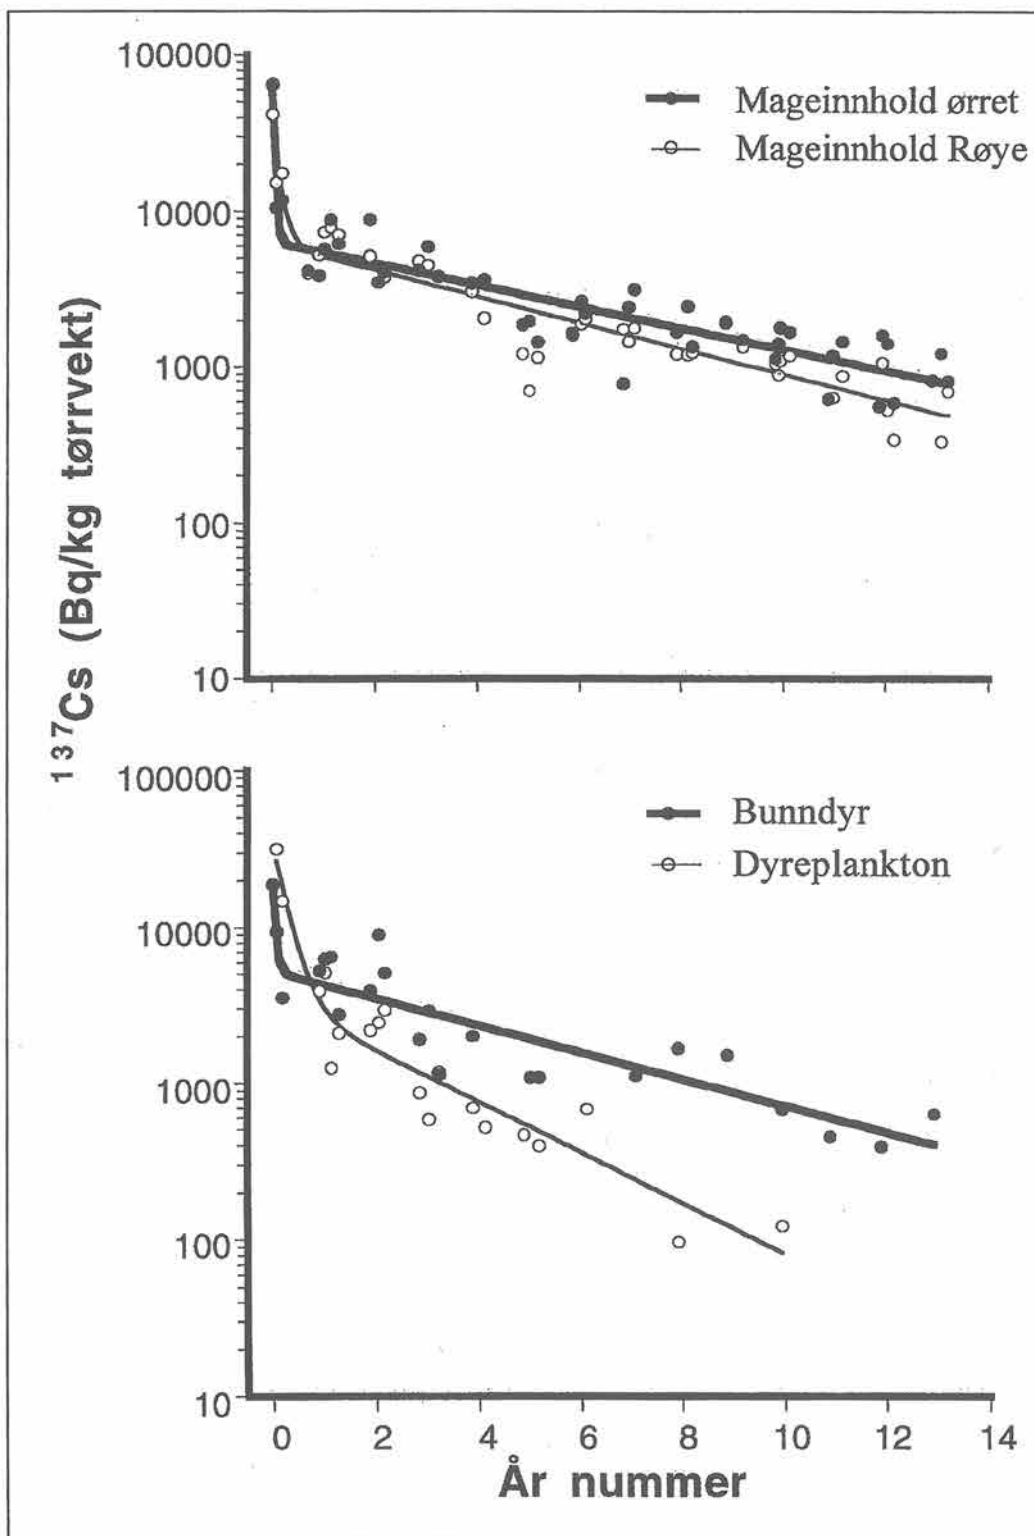 100000
10000
1000
100
10
Mageinnhold ørret
Mageinnhold Røye
137Cs (Bq/kg tørrvekt)
100000
10000
1000
100
10
Bunndyr
Dyreplankton
0 2 4 6 8 10 12 14
År nummer